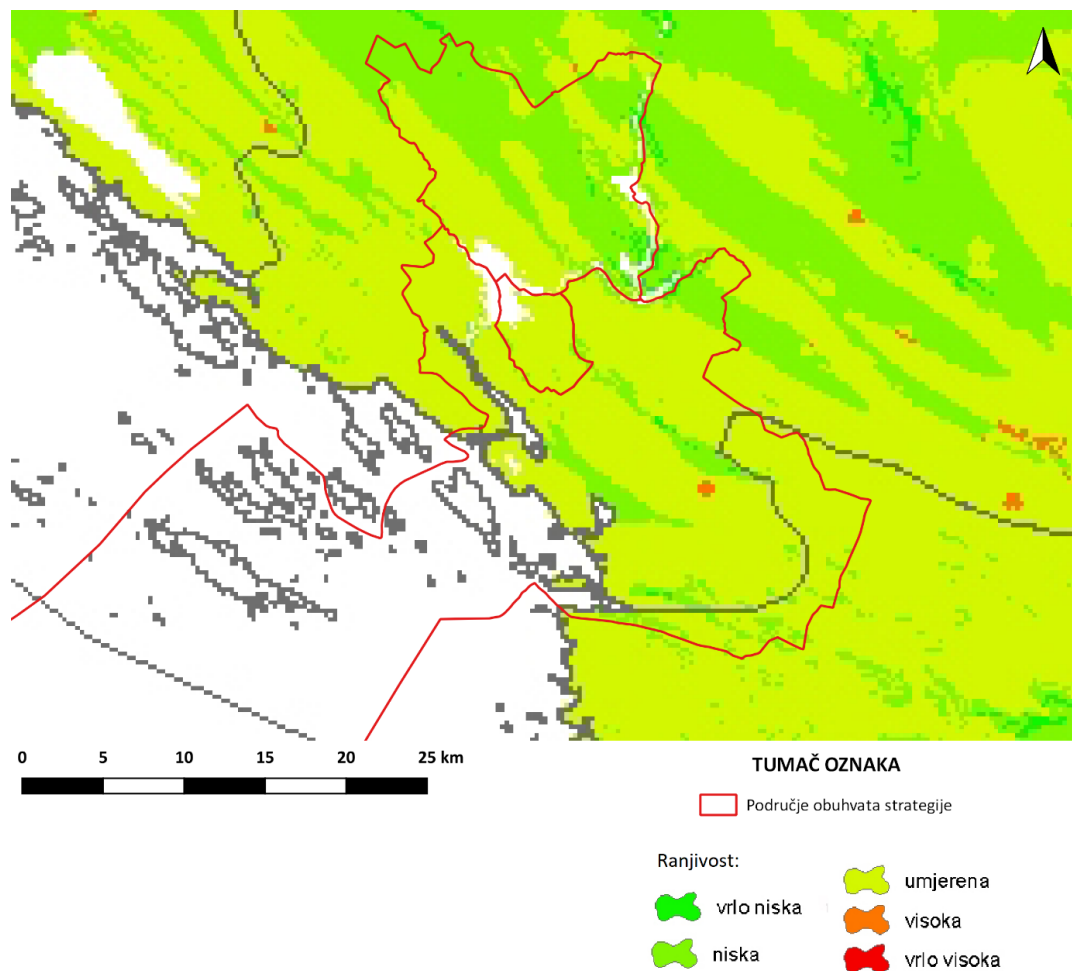 0 5 10 15 20 25 km
TUMAČ OZNAKA
Područje obuhvata strategije
Ranjivost:
vrlo niska
niska
umjerena
visoka
vrlo visoka